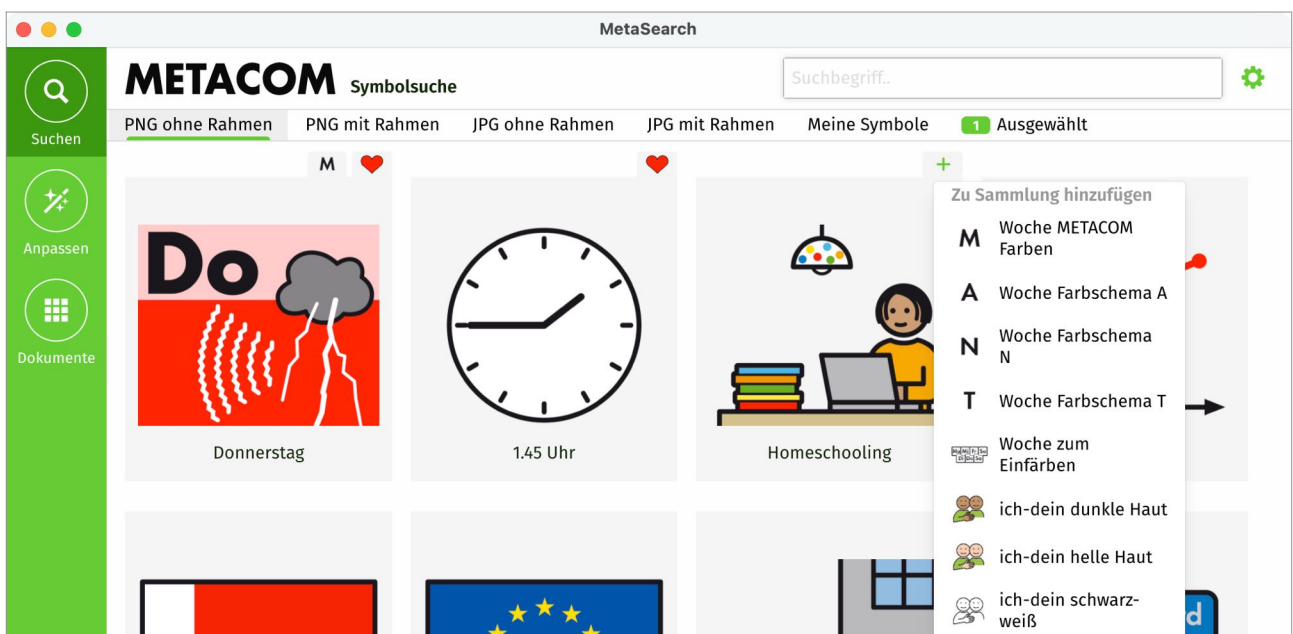 MetaSearch
METACOM Symbolsuche
Suchbegriff..
Suchen
PNG ohne Rahmen
PNG mit Rahmen
JPG ohne Rahmen
JPG mit Rahmen
Meine Symbole
1 Ausgewählt
Anpassen
Dokumente
M
Do
Donnerstag
1.45 Uhr
Homeschooling
Zu Sammlung hinzufügen
M Woche METACOM
Farben
A Woche Farbschema A
N Woche Farbschema
N
T Woche Farbschema T
Woche zum
Einfärben
ich-dein dunkle Haut
ich-dein helle Haut
ich-dein schwarz-
weiß
d